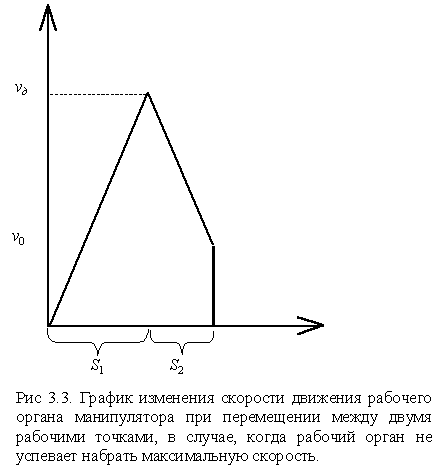 v∂
v0
S1
S2
Рис 3.3. График изменения скорости движения рабочего
органа манипулятора при перемещении между двумя
рабочими точками, в случае, когда рабочий орган не
успевает набрать максимальную скорость.